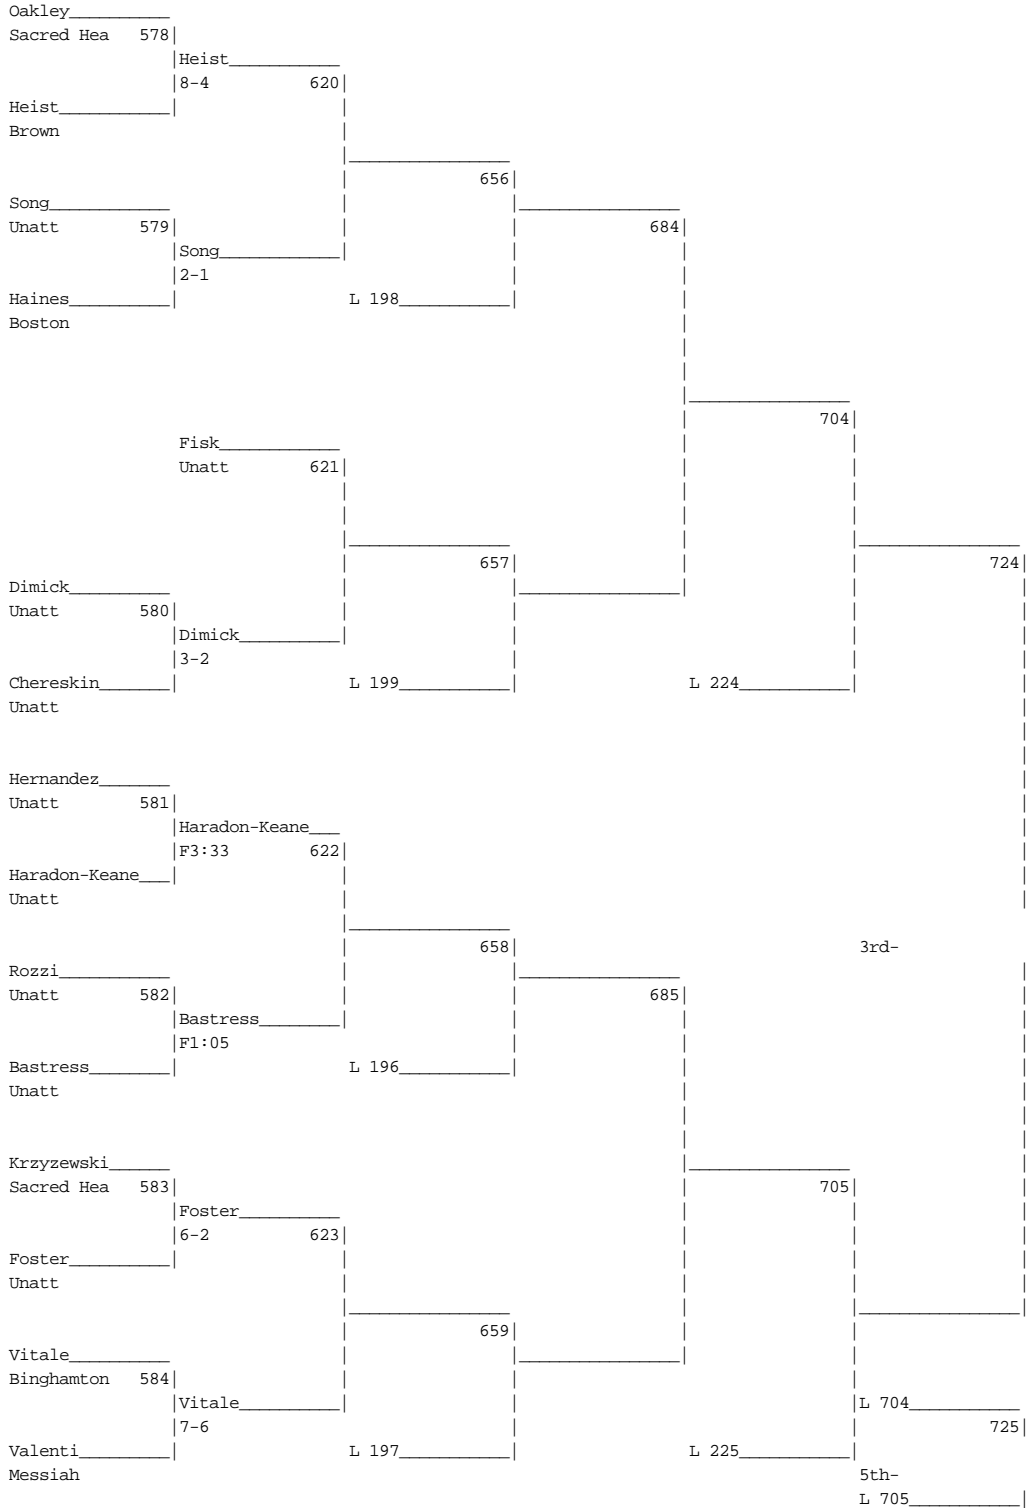 Oakley
Sacred Hea 578
Heist
8-4 620
Heist
Brown
656
Song
Unatt 579 684
Song
2-1
Haines L 198
Boston
704
Fisk
Unatt 621
657 724
Dimick
Unatt 580
Dimick
3-2
Chereskin L 199 L 224
Unatt
Hernandez
Unatt 581
Haradon-Keane
F3:33 622
Haradon-Keane
Unatt
658 3rd-
Rozzi
Unatt 582 685
Bastress
F1:05
Bastress L 196
Unatt
Krzyzewski
Sacred Hea 583 705
Foster
6-2 623
Foster
Unatt
659
Vitale
Binghamton 584
Vitale L 704
7-6 725
Valenti L 197 L 225
Messiah 5th-
L 705